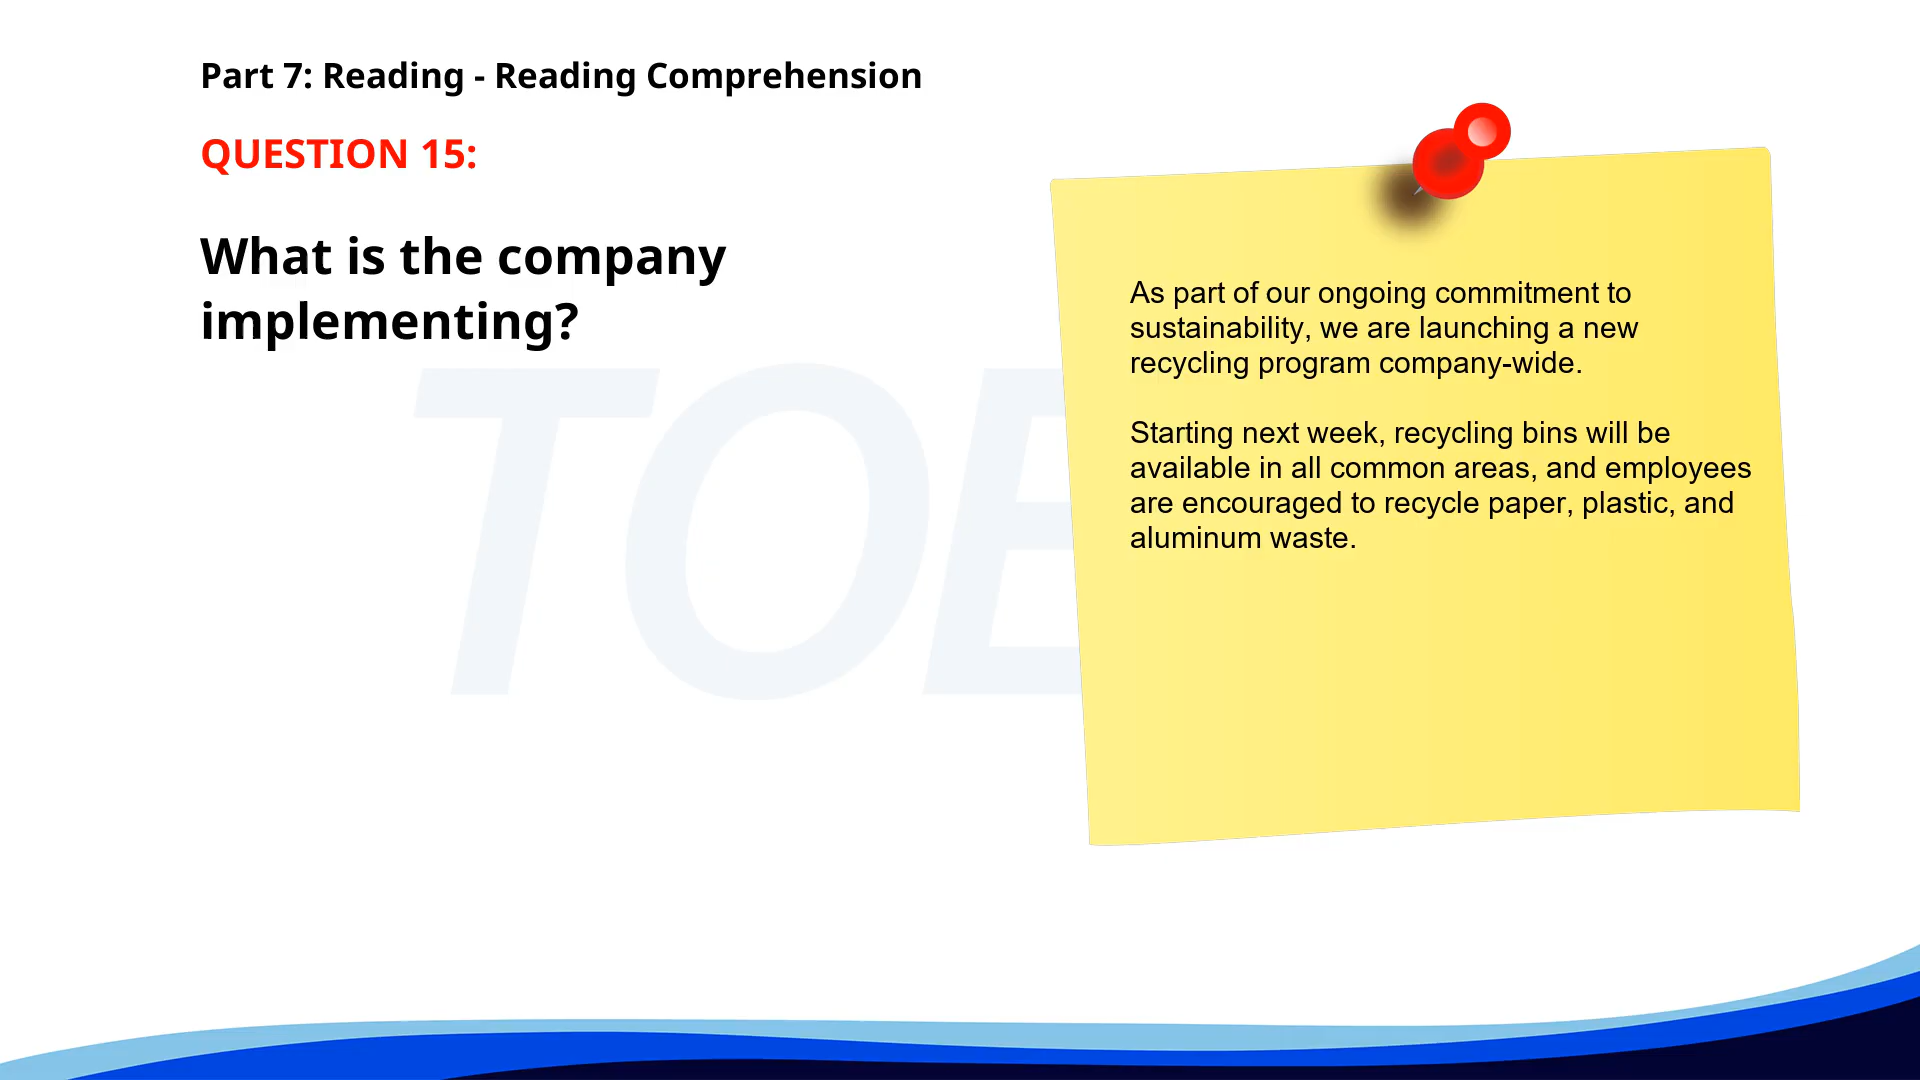 Part 7: Reading - Reading Comprehension
QUESTION 15:
What is the company
implementing?
As part of our ongoing commitment to
sustainability, we are launching a new
recycling program company-wide.
Starting next week, recycling bins will be
available in all common areas, and employees
are encouraged to recycle paper, plastic, and
aluminum waste.
TOE